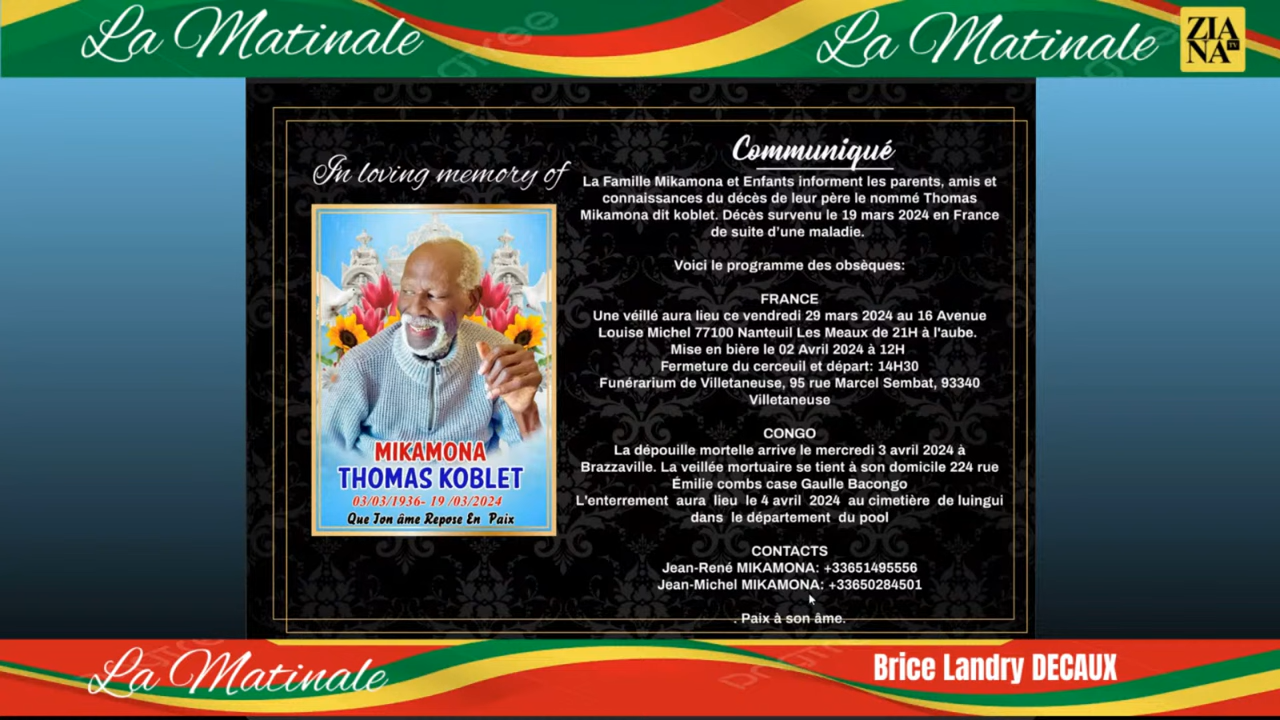 La Matinale
La Matinale
ZIA
NA TV
In loving memory of
MIKAMONA
THOMAS KOBLET
03/03/1936- 19 /03/2024
Que Ton âme Repose En Paix
Communiqué
La Famille Mikamona et Enfants informent les parents, amis et
connaissances du décès de leur père le nommé Thomas
Mikamona dit koblet. Décès survenu le 19 mars 2024 en France
de suite d'une maladie.
Voici le programme des obsèques:
FRANCE
Une véillé aura lieu ce vendredi 29 mars 2024 au 16 Avenue
Louise Michel 77100 Nanteuil Les Meaux de 21H à l'aube.
Mise en bière le 02 Avril 2024 à 12H
Fermeture du cerceuil et départ: 14H30
Funérarium de Villetaneuse, 95 rue Marcel Sembat, 93340
Villetaneuse
CONGO
La dépouille mortelle arrive le mercredi 3 avril 2024 à
Brazzaville. La veillée mortuaire se tient à son domicile 224 rue
Émilie combs case Gaulle Bacongo
L'enterrement aura lieu le 4 avril 2024 au cimetière de luingui
dans le département du pool
CONTACTS
Jean-René MIKAMONA: +33651495556
Jean-Michel MIKAMONA: +33650284501
. Paix à son âme.
La Matinale
Brice Landry DECAUX